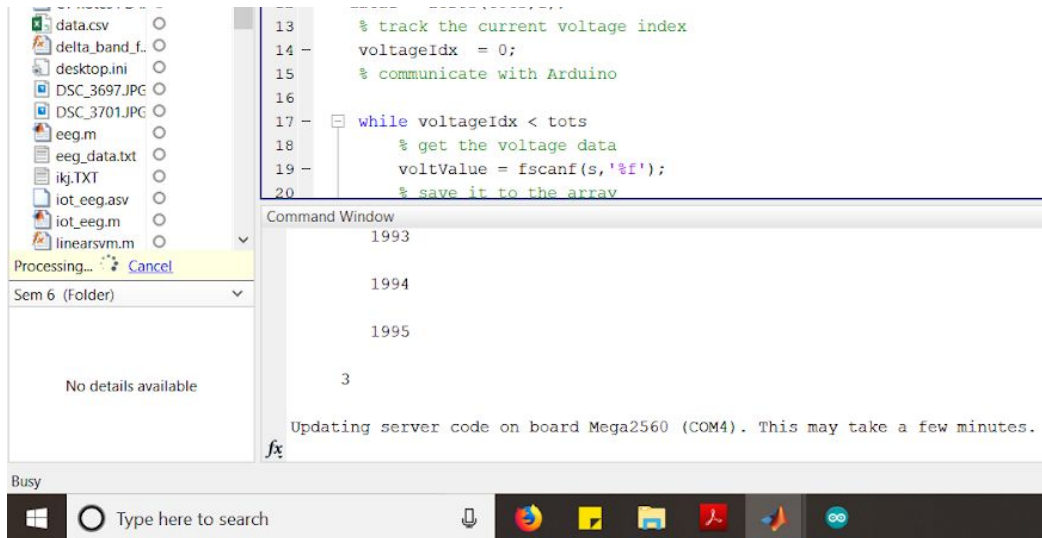 data.csv
delta_band_f..
desktop.ini
DSC_3697.JPG
DSC_3701.JPG
eeg.m
eeg_data.txt
ikj.TXT
iot_eeg.asv
iot_eeg.m
linearsvm.m
Processing... Cancel
Sem 6 (Folder)
No details available
13 % track the current voltage index
14 – voltageIdx = 0;
15 % communicate with Arduino
16
17 – while voltageIdx < tots
18 % get the voltage data
19 – voltValue = fscanf(s,'%f');
20 % save it to the array
Command Window
1993
1994
1995
3
Updating server code on board Mega2560 (COM4). This may take a few minutes.
fx
Busy
Type here to search